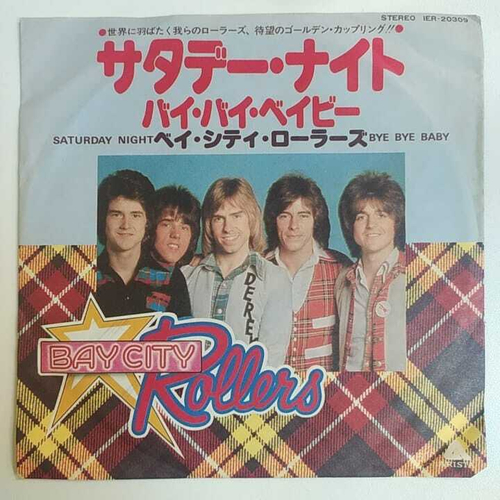 STEREO IER-20309
●世界に羽ばたく我らのローラーズ、待望のゴールデン・カップリング!!●
サタデー・ナイト
バイ・バイ・ベイビー
SATURDAY NIGHT ベイ・シティ・ローラーズ BYE BYE BABY
DERE
BAY CITY
Rollers